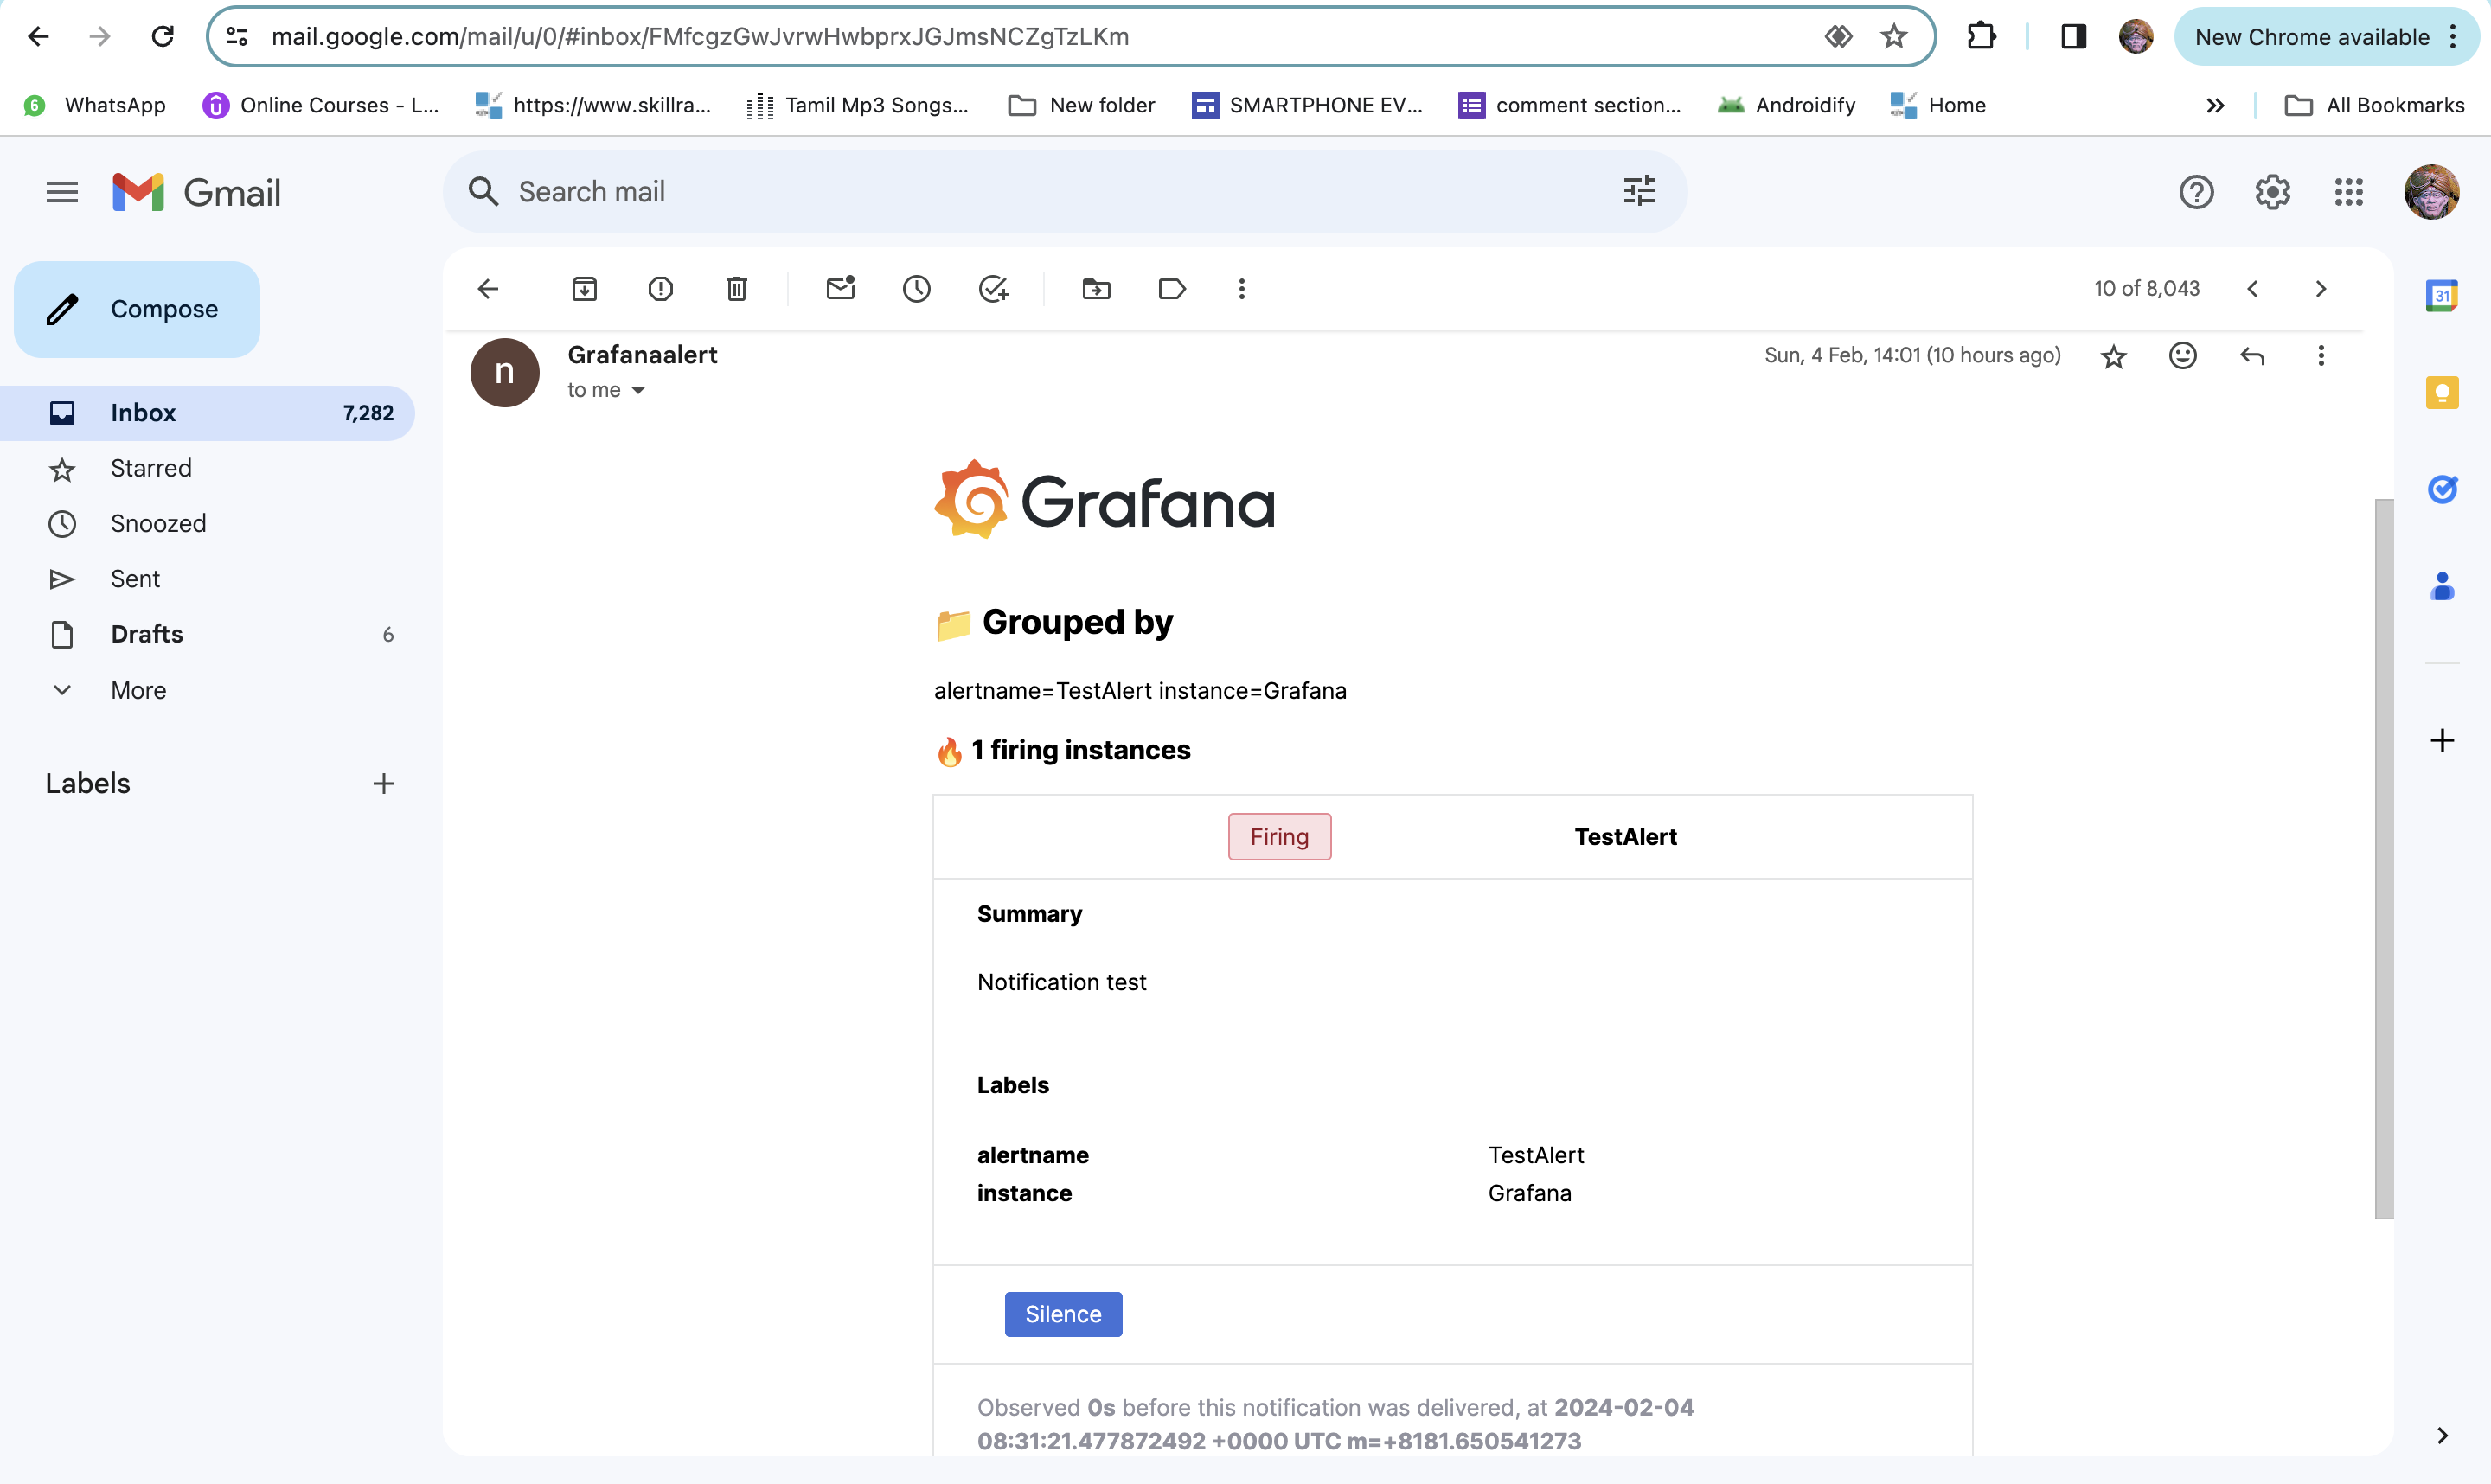 mail.google.com/mail/u/0/#inbox/FMfcgzGwJvrwHwbprxJGJmsNCZgTzLKm
New Chrome available
6 WhatsApp
Online Courses - L...
https://www.skillra...
Tamil Mp3 Songs...
New folder
SMARTPHONE EV...
comment section...
Androidify
Home
All Bookmarks
Gmail
Search mail
Compose
10 of 8,043
31
Inbox 7,282
Starred
Snoozed
Sent
Drafts 6
More
Labels
n
Grafanaalert
Sun, 4 Feb, 14:01 (10 hours ago)
to me
Grafana
Grouped by
alertname=TestAlert instance=Grafana
1 firing instances
Firing TestAlert
Summary
Notification test
Labels
alertname TestAlert
instance Grafana
Silence
Observed 0s before this notification was delivered, at 2024-02-04
08:31:21.477872492 +0000 UTC m=+8181.650541273